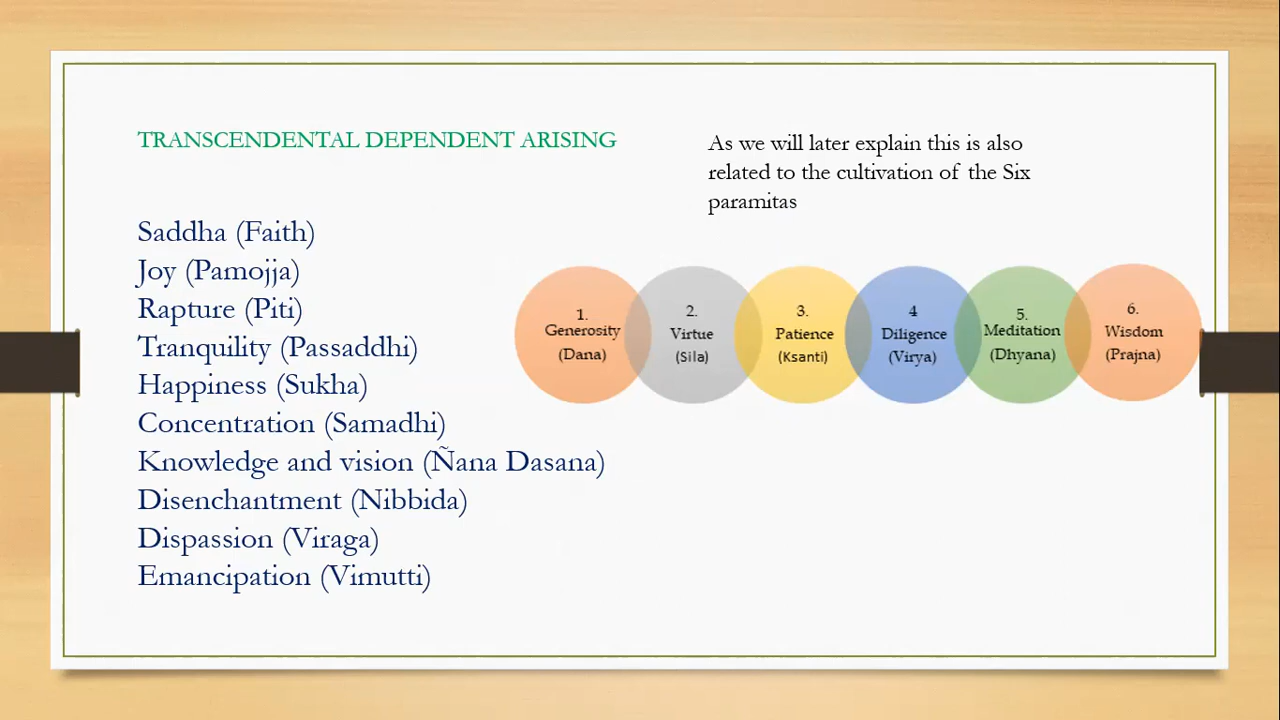 TRANSCENDENTAL DEPENDENT ARISING
Saddha (Faith)
Joy (Pamojja)
Rapture (Piti)
Tranquility (Passaddhi)
Happiness (Sukha)
Concentration (Samadhi)
Knowledge and vision (Ñana Dasana)
Disenchantment (Nibbida)
Dispassion (Viraga)
Emancipation (Vimutti)
As we will later explain this is also
related to the cultivation of the Six
paramitas
1.
Generosity
(Dana)
2.
Virtue
(Sila)
3.
Patience
(Ksanti)
4
Diligence
(Virya)
5.
Meditation
(Dhyana)
6.
Wisdom
(Prajna)